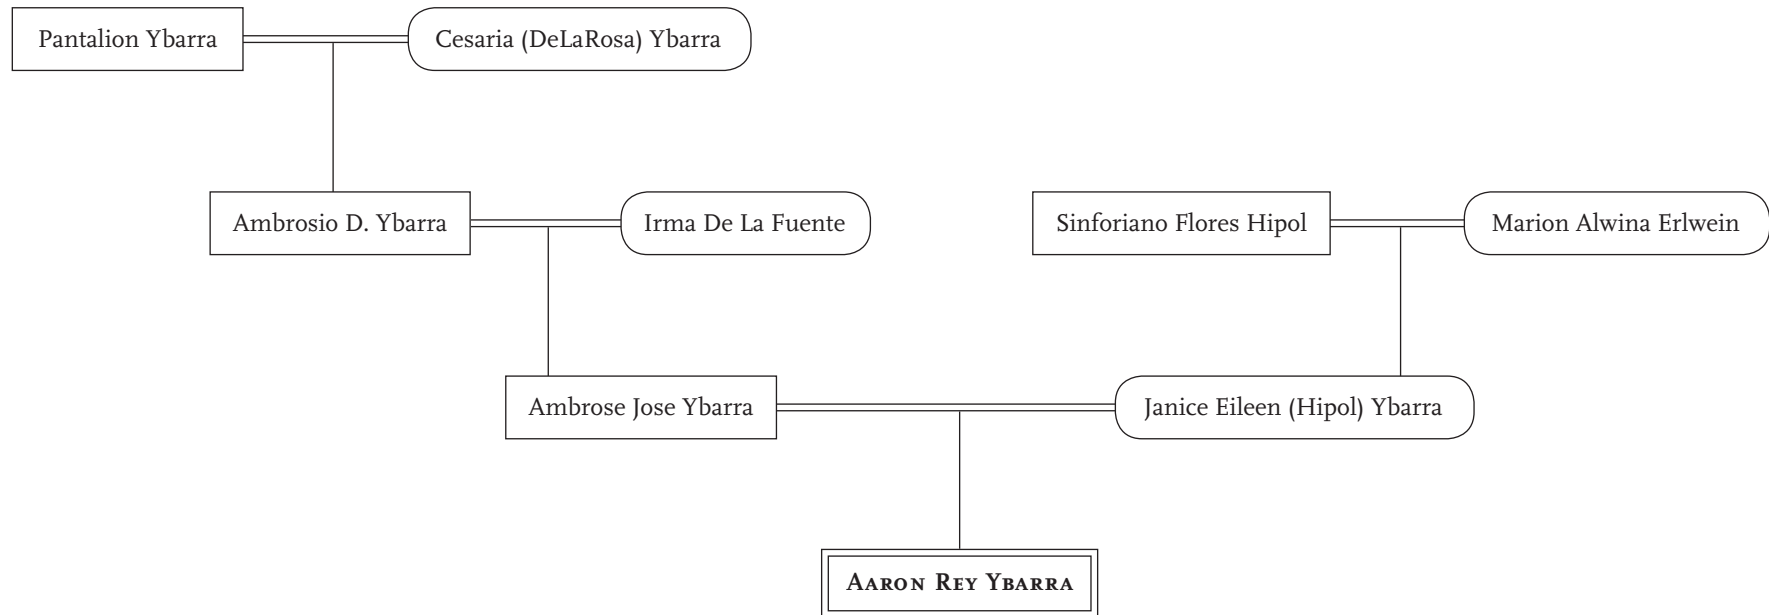 Pantalion Ybarra
Cesaria (DeLaRosa) Ybarra
Ambrosio D. Ybarra
Irma De La Fuente
Sinforiano Flores Hipol
Marion Alwina Erlwein
Ambrose Jose Ybarra
Janice Eileen (Hipol) Ybarra
Aaron Rey Ybarra